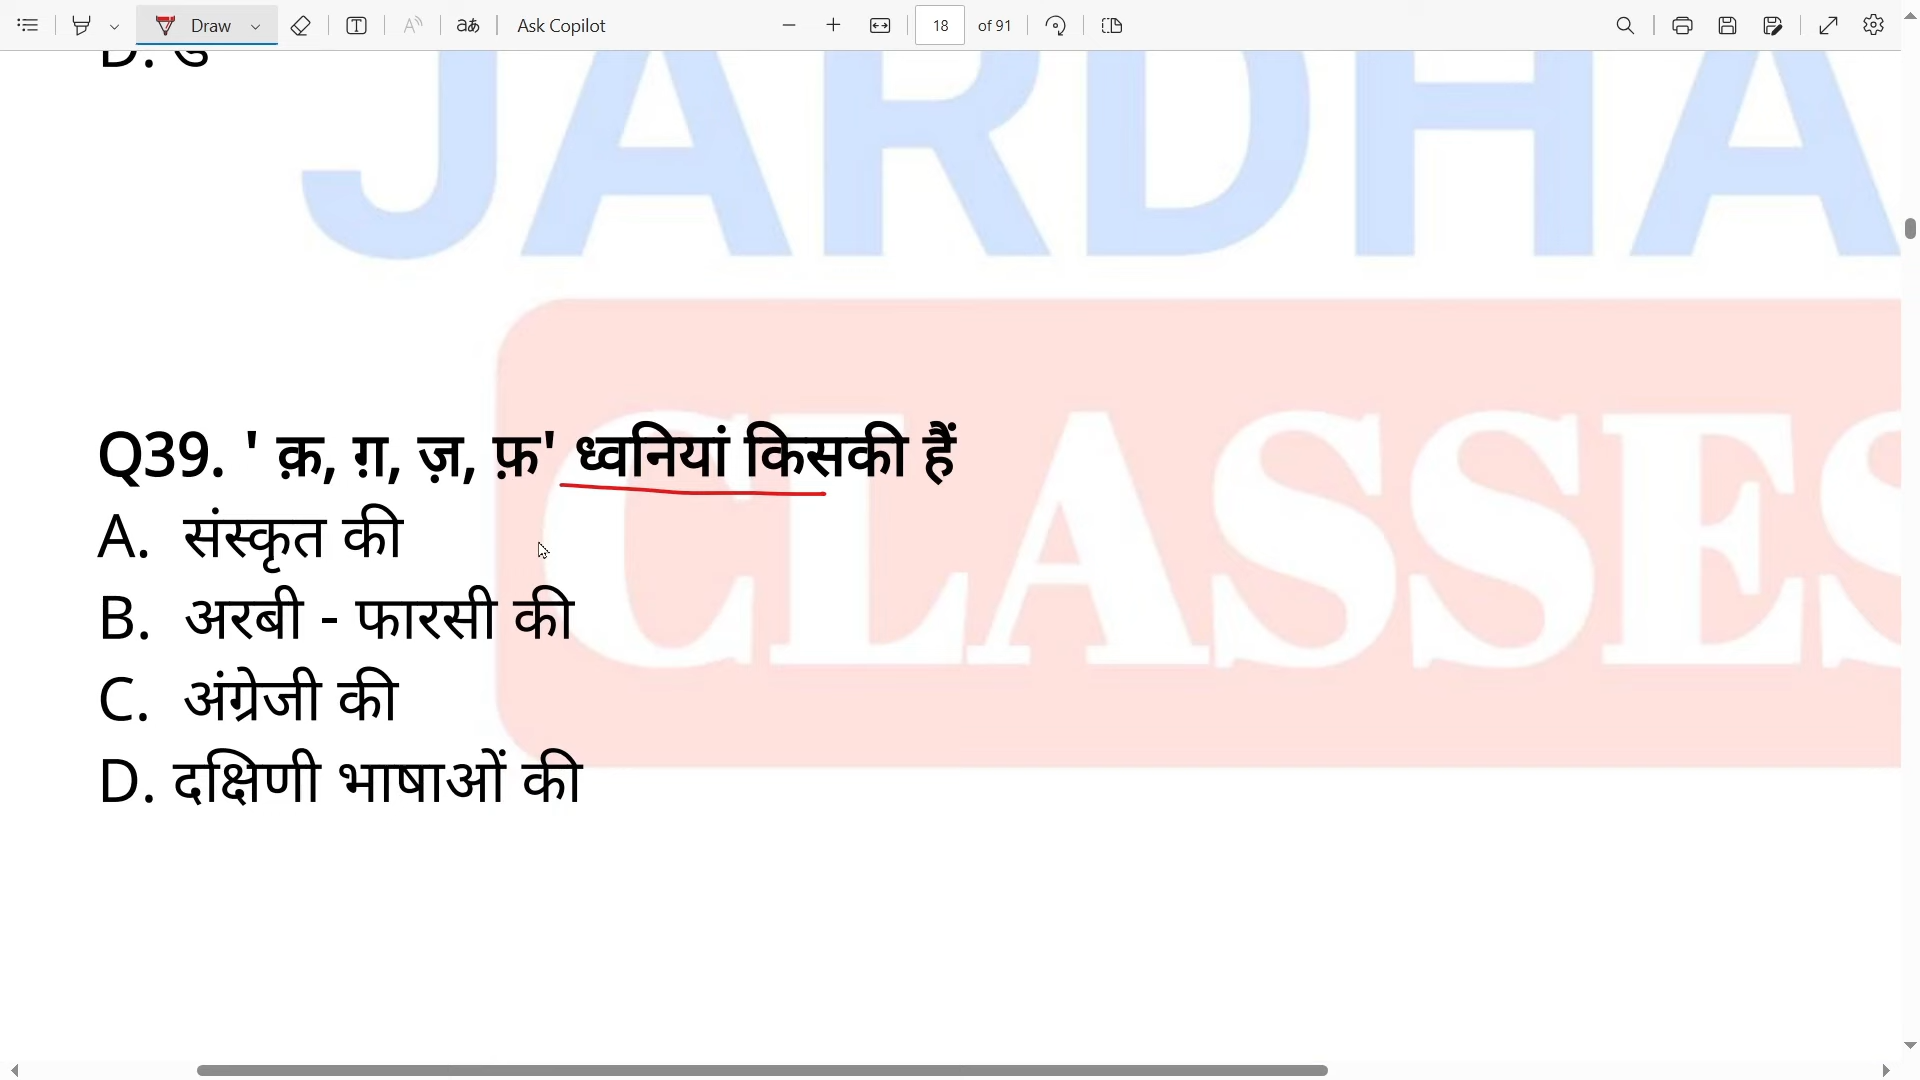 Draw
Ask Copilot
18 of 91
JARDHA
Q39. ' क़, ग़, ज़, फ़' ध्वनियां किसकी हैं
A. संस्कृत की
B. अरबी - फारसी की
C. अंग्रेजी की
D. दक्षिणी भाषाओं की
CLASSES